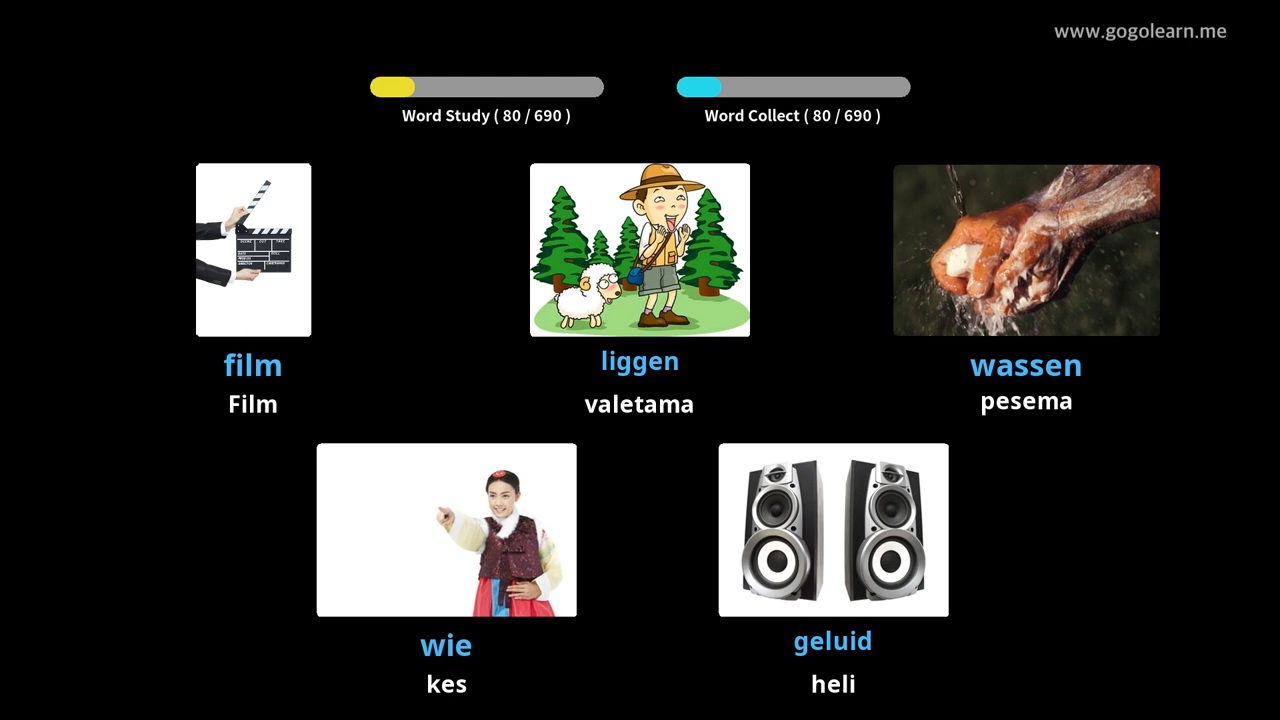 www.gogolearn.me
Word Study ( 80 / 690 )
Word Collect ( 80 / 690 )
film
Film
liggen
valetama
wassen
pesema
wie
kes
geluid
heli